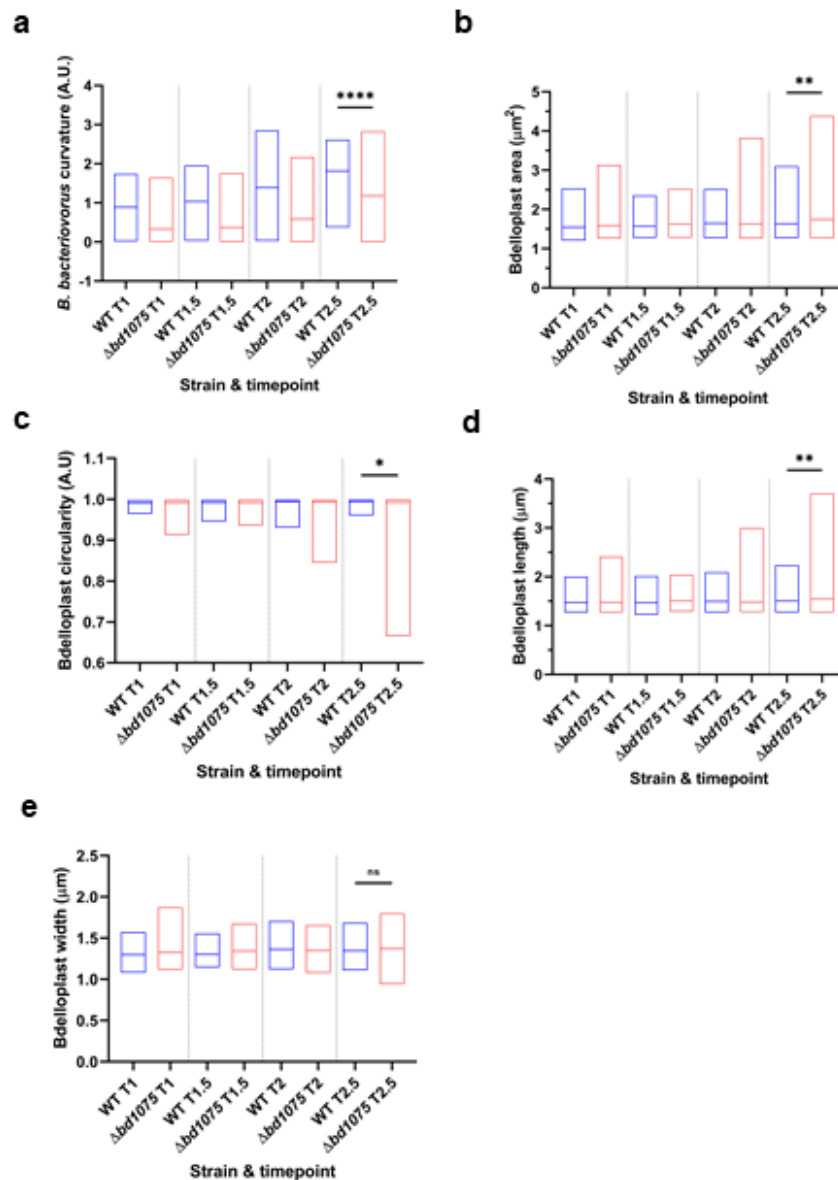 a
B. bacteriovorus curvature (A.U.)
4
3
2
1
0
-1
****
WT T1
Δbd1075 T1
WT T1.5
Δbd1075 T1.5
WT T2
Δbd1075 T2
WT T2.5
Δbd1075 T2.5
Strain & timepoint
b
Bdelloplast area (μm²)
5
4
3
2
1
0
**
WT T1
Δbd1075 T1
WT T1.5
Δbd1075 T1.5
WT T2
Δbd1075 T2
WT T2.5
Δbd1075 T2.5
Strain & timepoint
c
Bdelloplast circularity (A.U)
1.1
1.0
0.9
0.8
0.7
0.6
*
WT T1
Δbd1075 T1
WT T1.5
Δbd1075 T1.5
WT T2
Δbd1075 T2
WT T2.5
Δbd1075 T2.5
Strain & timepoint
d
Bdelloplast length (μm)
4
3
2
1
0
**
WT T1
Δbd1075 T1
WT T1.5
Δbd1075 T1.5
WT T2
Δbd1075 T2
WT T2.5
Δbd1075 T2.5
Strain & timepoint
e
Bdelloplast width (μm)
2.5
2.0
1.5
1.0
0.5
0.0
ns
WT T1
Δbd1075 T1
WT T1.5
Δbd1075 T1.5
WT T2
Δbd1075 T2
WT T2.5
Δbd1075 T2.5
Strain & timepoint